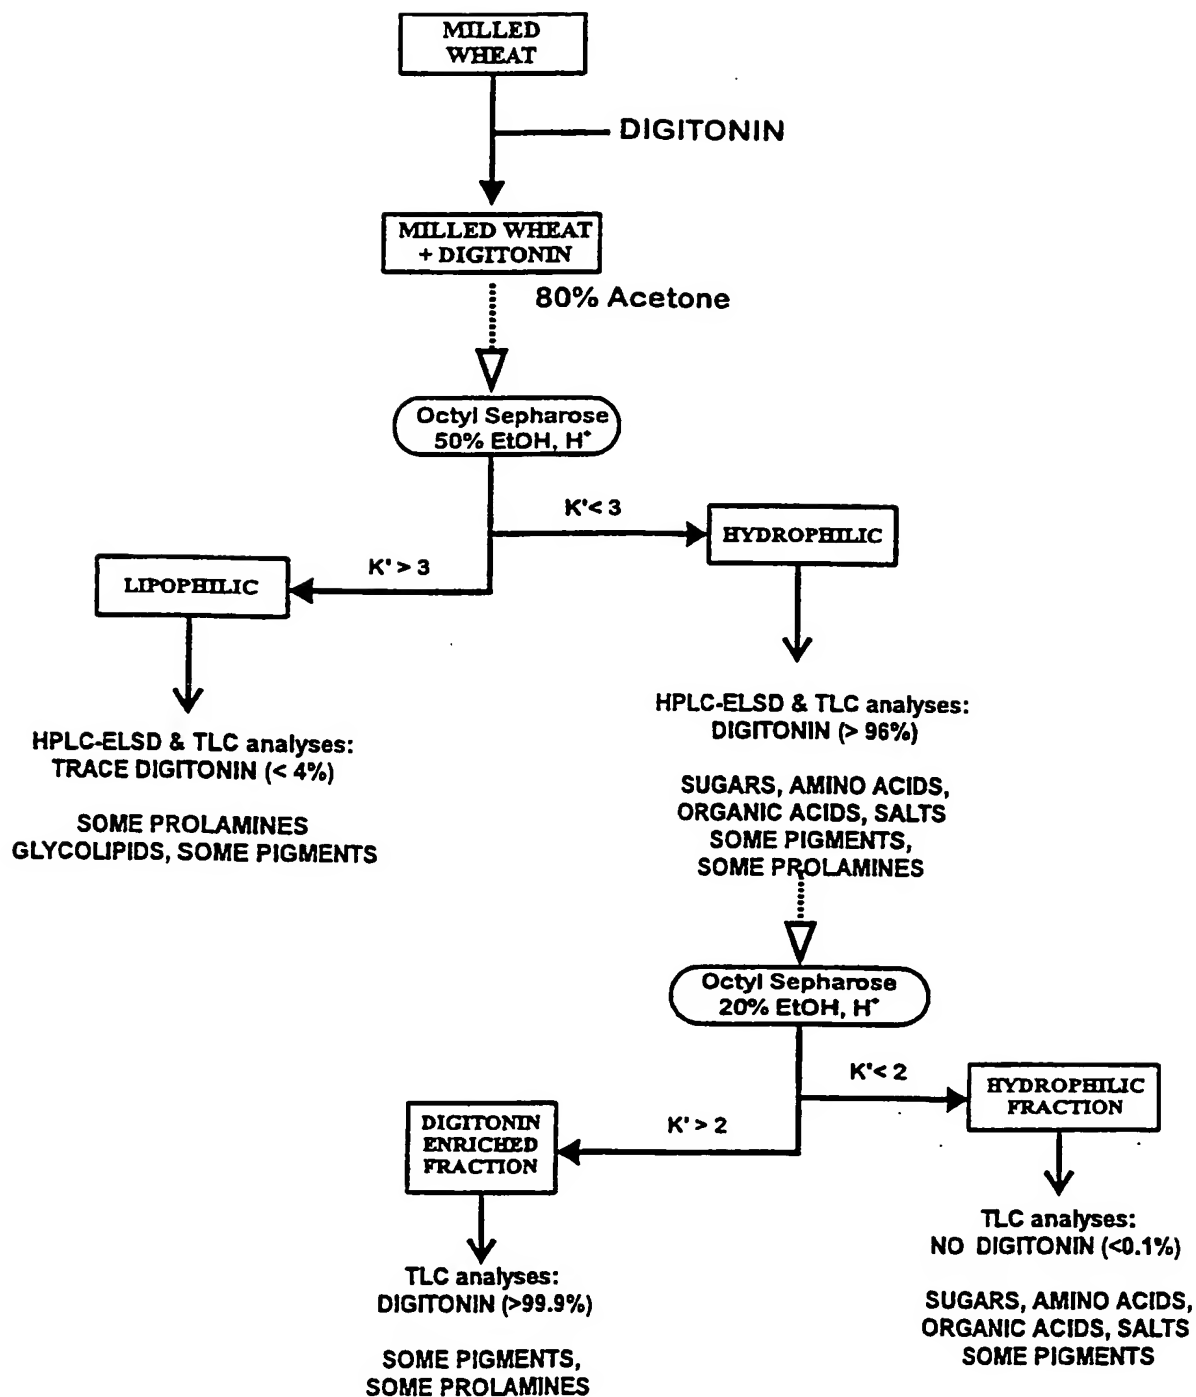 MILLED
WHEAT
DIGITONIN
MILLED WHEAT
+ DIGITONIN
80% Acetone
Octyl Sepharose
50% EtOH, H⁺
K'< 3
HYDROPHILIC
K' > 3
LIPOPHILIC
HPLC-ELSD & TLC analyses:
DIGITONIN (> 96%)
SUGARS, AMINO ACIDS,
ORGANIC ACIDS, SALTS
SOME PIGMENTS,
SOME PROLAMINES
HPLC-ELSD & TLC analyses:
TRACE DIGITONIN (< 4%)
SOME PROLAMINES
GLYCOLIPIDS, SOME PIGMENTS
Octyl Sepharose
20% EtOH, H⁺
K'< 2
HYDROPHILIC
FRACTION
K' > 2
DIGITONIN
ENRICHED
FRACTION
TLC analyses:
NO DIGITONIN (<0.1%)
SUGARS, AMINO ACIDS,
ORGANIC ACIDS, SALTS
SOME PIGMENTS
TLC analyses:
DIGITONIN (>99.9%)
SOME PIGMENTS,
SOME PROLAMINES